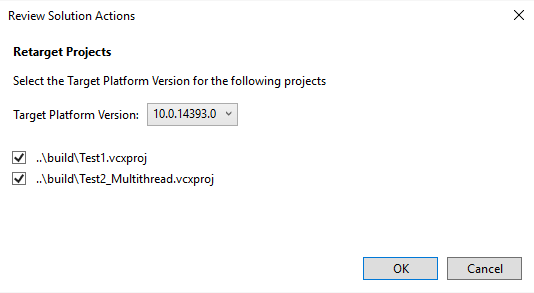 Review Solution Actions
Retarget Projects
Select the Target Platform Version for the following projects
Target Platform Version: 10.0.14393.0
..\build\Test1.vcxproj
..\build\Test2_Multithread.vcxproj
OK Cancel